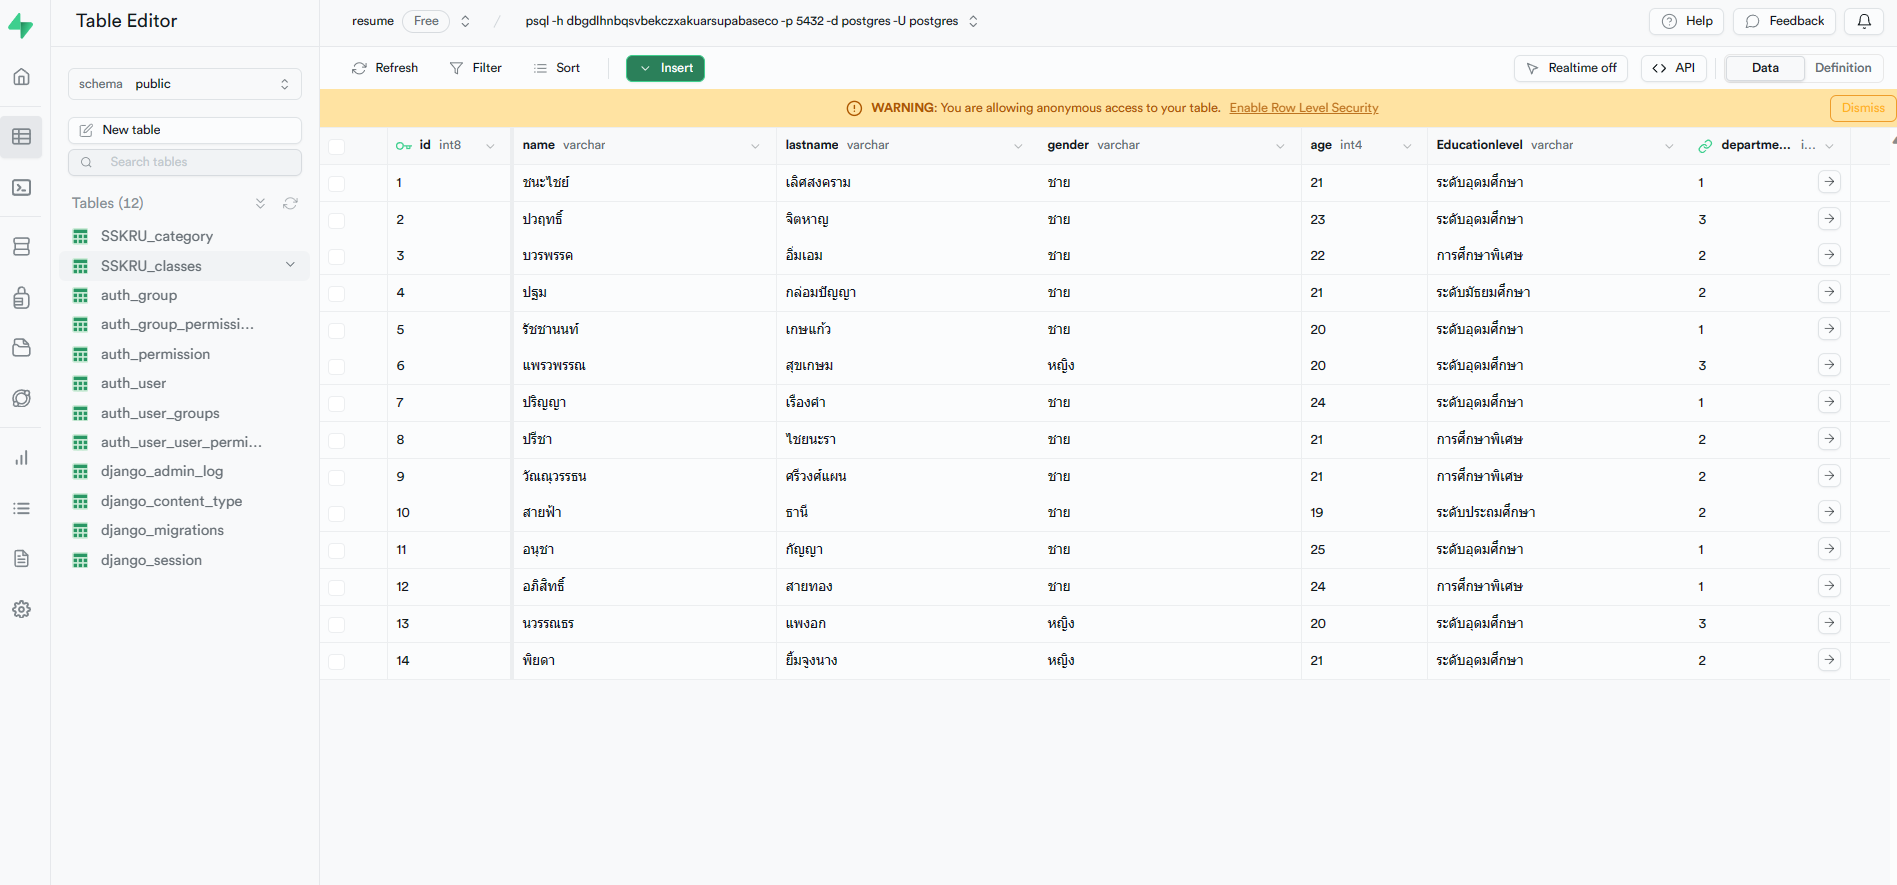 Table Editor
resume Free / psql -h dbgdlhnbqsvbekczxakuarsupabaseco -p 5432 -d postgres -U postgres
Help Feedback
schema public
Refresh Filter Sort Insert Realtime off <> API Data Definition
WARNING: You are allowing anonymous access to your table. Enable Row Level Security Dismiss
New table
Search tables
Tables (12)
SSKRU_category
SSKRU_classes
auth_group
auth_group_permissi...
auth_permission
auth_user
auth_user_groups
auth_user_user_permi...
django_admin_log
django_content_type
django_migrations
django_session
id int8 name varchar lastname varchar gender varchar age int4 Educationlevel varchar departme... i...
1 ชนะไชย์ เลิศสงคราม ชาย 21 ระดับอุดมศึกษา 1
2 ปวฤทธิ์ จิตหาญ ชาย 23 ระดับอุดมศึกษา 3
3 บวรพรรค อิ่มเอม ชาย 22 การศึกษาพิเศษ 2
4 ปฐม กล่อมปัญญา ชาย 21 ระดับมัธยมศึกษา 2
5 รัชชานนท์ เกษแก้ว ชาย 20 ระดับอุดมศึกษา 1
6 แพรวพรรณ สุขเกษม หญิง 20 ระดับอุดมศึกษา 3
7 ปริญญา เรืองคำ ชาย 24 ระดับอุดมศึกษา 1
8 ปรีชา ไชยนะรา ชาย 21 การศึกษาพิเศษ 2
9 วัณณุวรรธน ศรีวงศ์แผน ชาย 21 การศึกษาพิเศษ 2
10 สายฟ้า ธานี ชาย 19 ระดับประถมศึกษา 2
11 อนุชา กัญญา ชาย 25 ระดับอุดมศึกษา 1
12 อภิสิทธิ์ สายทอง ชาย 24 การศึกษาพิเศษ 1
13 นวรรณธร แพงอก หญิง 20 ระดับอุดมศึกษา 3
14 พิยดา ยิ้มจูงนาง หญิง 21 ระดับอุดมศึกษา 2